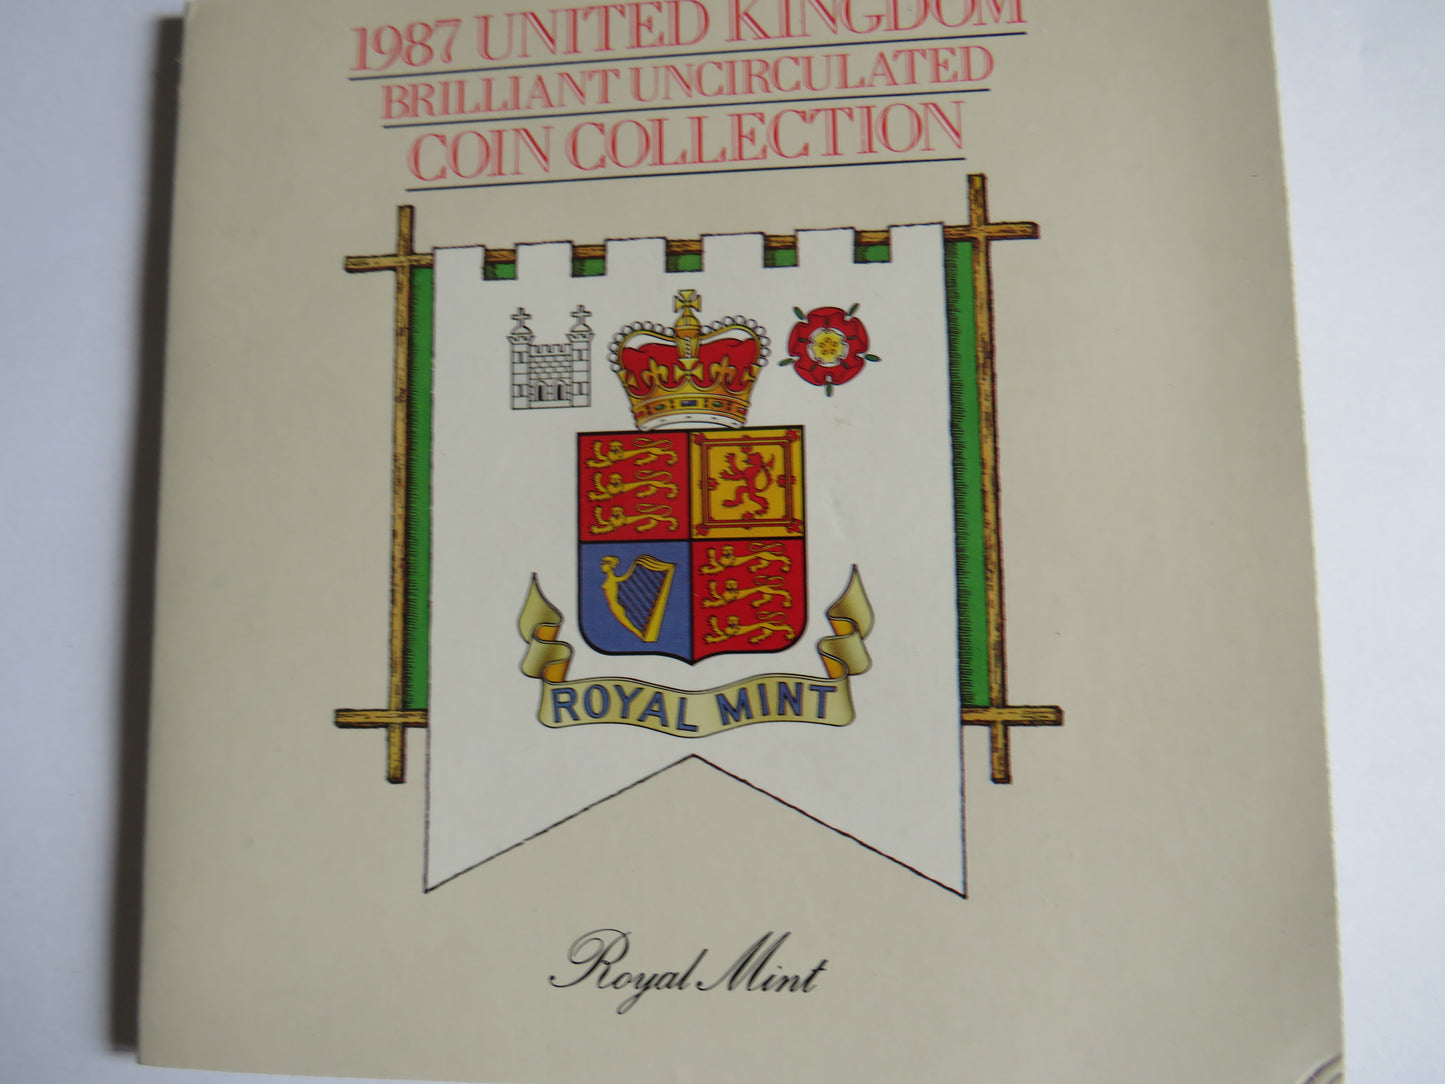 1987 UNITED KINGDOM
BRILLIANT UNCIRCULATED
COIN COLLECTION
ROYAL MINT
Royal Mint